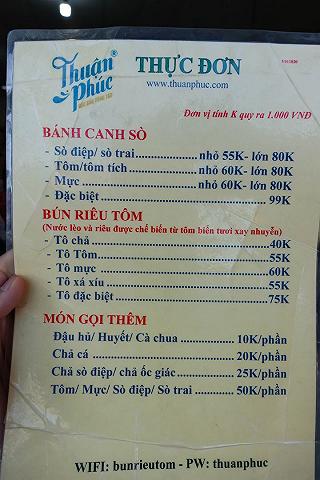 Thuận Phúc®
THỰC ĐƠN
www.thuanphuc.com
Đơn vị tính K quy ra 1.000 VNĐ
BÁNH CANH SÒ
- Sò điệp/ sò trai........................nhỏ 55K- lớn 80K
- Tôm/tôm tích..........................nhỏ 60K- lớn 80K
- Mực........................................nhỏ 60K- lớn 80K
- Đặc biệt..................................................99K
BÚN RIÊU TÔM
(Nước lèo và riêu được chế biến từ tôm biển tươi xay nhuyễn)
- Tô chả......................................................40K
- Tô Tôm.....................................................55K
- Tô mực.....................................................60K
- Tô xá xíu...................................................55K
- Tô đặc biệt................................................75K
MÓN GỌI THÊM
Đậu hủ/ Huyết/ Cà chua...............10K/phần
Chả cá...........................................20K/phần
Chả sò điệp/ chả ốc giác................25K/phần
Tôm/ Mực/ Sò điệp/ Sò trai...........50K/phần
WIFI: bunrieutom - PW: thuanphuc